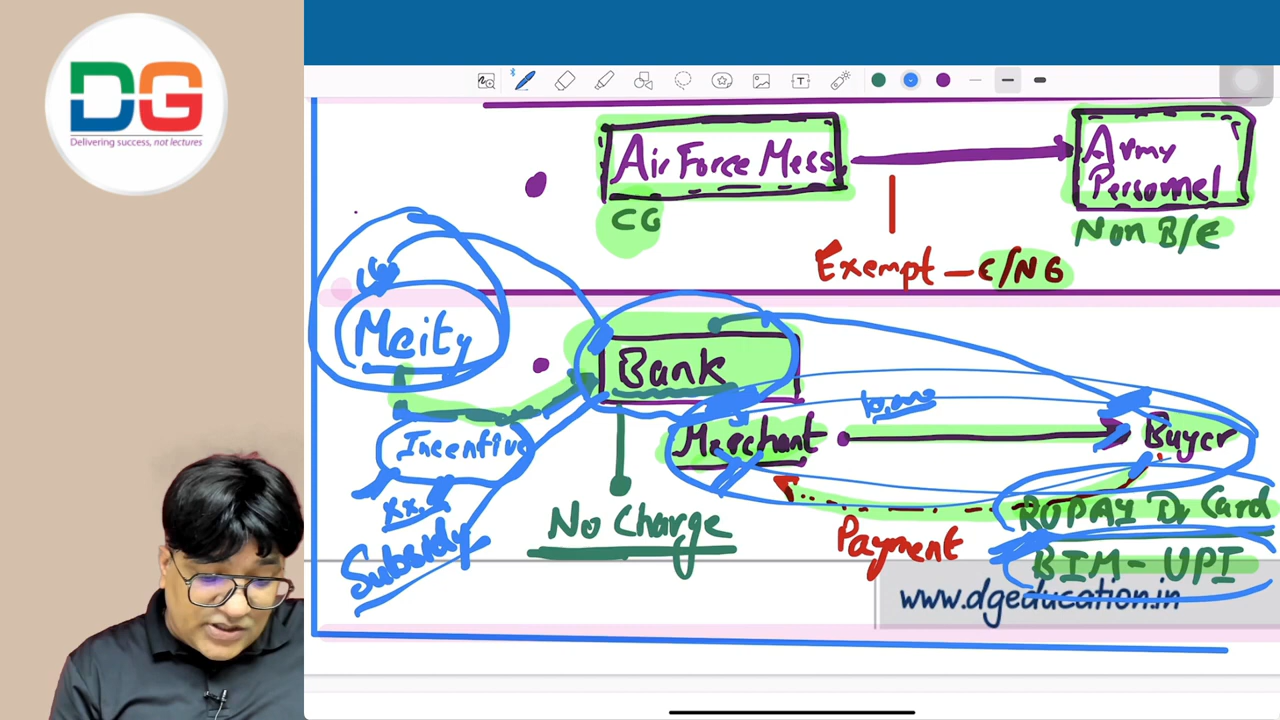 DG
Delivering success, not lectures
Air Force Mess
Army
Personnel
CG
Non B/E
Exempt - E/NG
Meity
Bank
Incentive
Merchant
Buyer
xx.
Subsidy
No Charge
Payment
RUPAY Dr Card
BIM - UPI
www.dgeducation.in